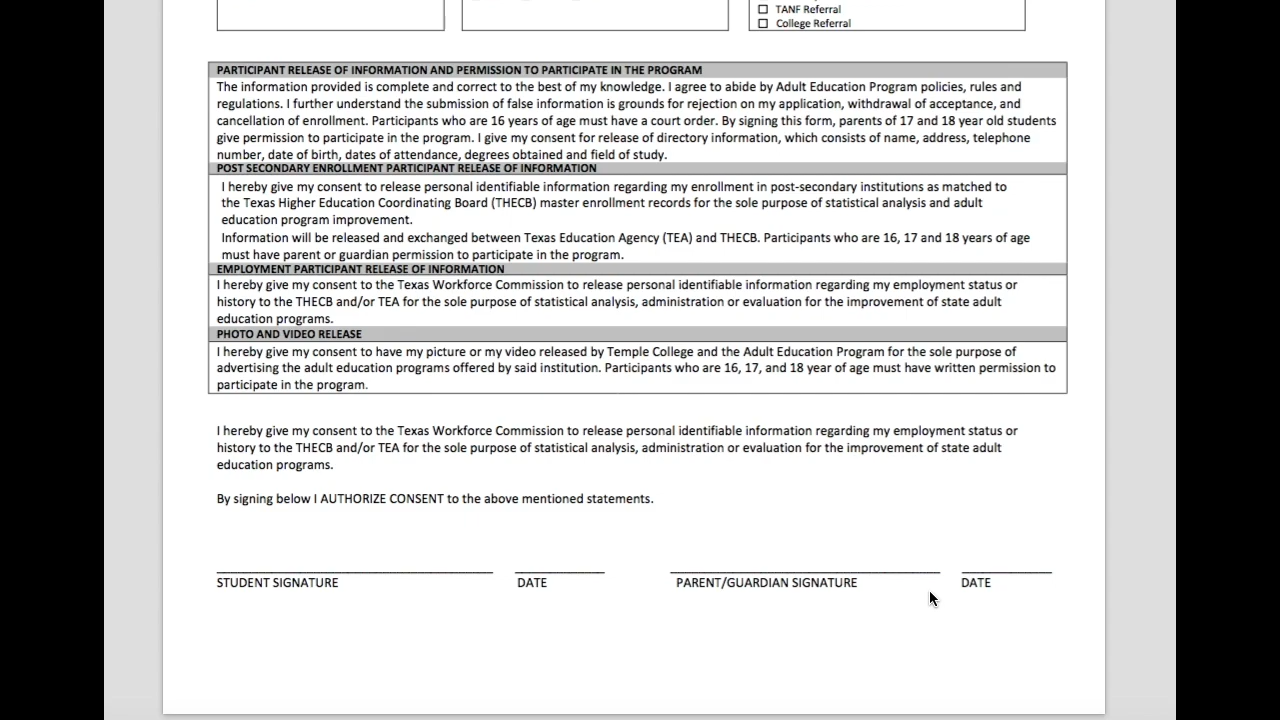 TANF Referral
College Referral
PARTICIPANT RELEASE OF INFORMATION AND PERMISSION TO PARTICIPATE IN THE PROGRAM
The information provided is complete and correct to the best of my knowledge. I agree to abide by Adult Education Program policies, rules and
regulations. I further understand the submission of false information is grounds for rejection on my application, withdrawal of acceptance, and
cancellation of enrollment. Participants who are 16 years of age must have a court order. By signing this form, parents of 17 and 18 year old students
give permission to participate in the program. I give my consent for release of directory information, which consists of name, address, telephone
number, date of birth, dates of attendance, degrees obtained and field of study.
POST SECONDARY ENROLLMENT PARTICIPANT RELEASE OF INFORMATION
I hereby give my consent to release personal identifiable information regarding my enrollment in post-secondary institutions as matched to
the Texas Higher Education Coordinating Board (THECB) master enrollment records for the sole purpose of statistical analysis and adult
education program improvement.
Information will be released and exchanged between Texas Education Agency (TEA) and THECB. Participants who are 16, 17 and 18 years of age
must have parent or guardian permission to participate in the program.
EMPLOYMENT PARTICIPANT RELEASE OF INFORMATION
I hereby give my consent to the Texas Workforce Commission to release personal identifiable information regarding my employment status or
history to the THECB and/or TEA for the sole purpose of statistical analysis, administration or evaluation for the improvement of state adult
education programs.
PHOTO AND VIDEO RELEASE
I hereby give my consent to have my picture or my video released by Temple College and the Adult Education Program for the sole purpose of
advertising the adult education programs offered by said institution. Participants who are 16, 17, and 18 year of age must have written permission to
participate in the program.
I hereby give my consent to the Texas Workforce Commission to release personal identifiable information regarding my employment status or
history to the THECB and/or TEA for the sole purpose of statistical analysis, administration or evaluation for the improvement of state adult
education programs.
By signing below I AUTHORIZE CONSENT to the above mentioned statements.
STUDENT SIGNATURE DATE PARENT/GUARDIAN SIGNATURE DATE